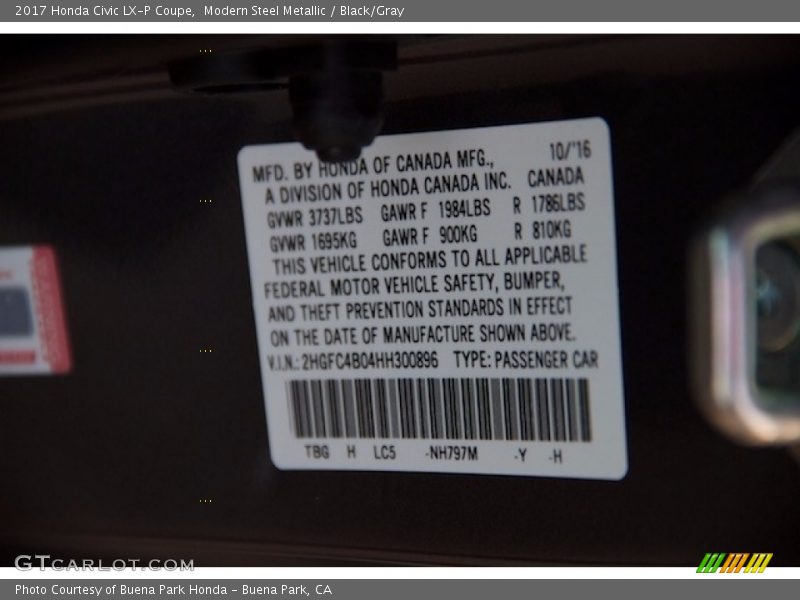 2017 Honda Civic LX-P Coupe, Modern Steel Metallic / Black/Gray
MFD. BY HONDA OF CANADA MFG., 10/'16
A DIVISION OF HONDA CANADA INC. CANADA
GVWR 3737LBS GAWR F 1984LBS R 1786LBS
GVWR 1695KG GAWR F 900KG R 810KG
THIS VEHICLE CONFORMS TO ALL APPLICABLE
FEDERAL MOTOR VEHICLE SAFETY, BUMPER,
AND THEFT PREVENTION STANDARDS IN EFFECT
ON THE DATE OF MANUFACTURE SHOWN ABOVE.
V.I.N.: 2HGFC4B04HH300896 TYPE: PASSENGER CAR
TBG H LC5 -NH797M -Y -H
GTCARLOT.COM
Photo Courtesy of Buena Park Honda – Buena Park, CA